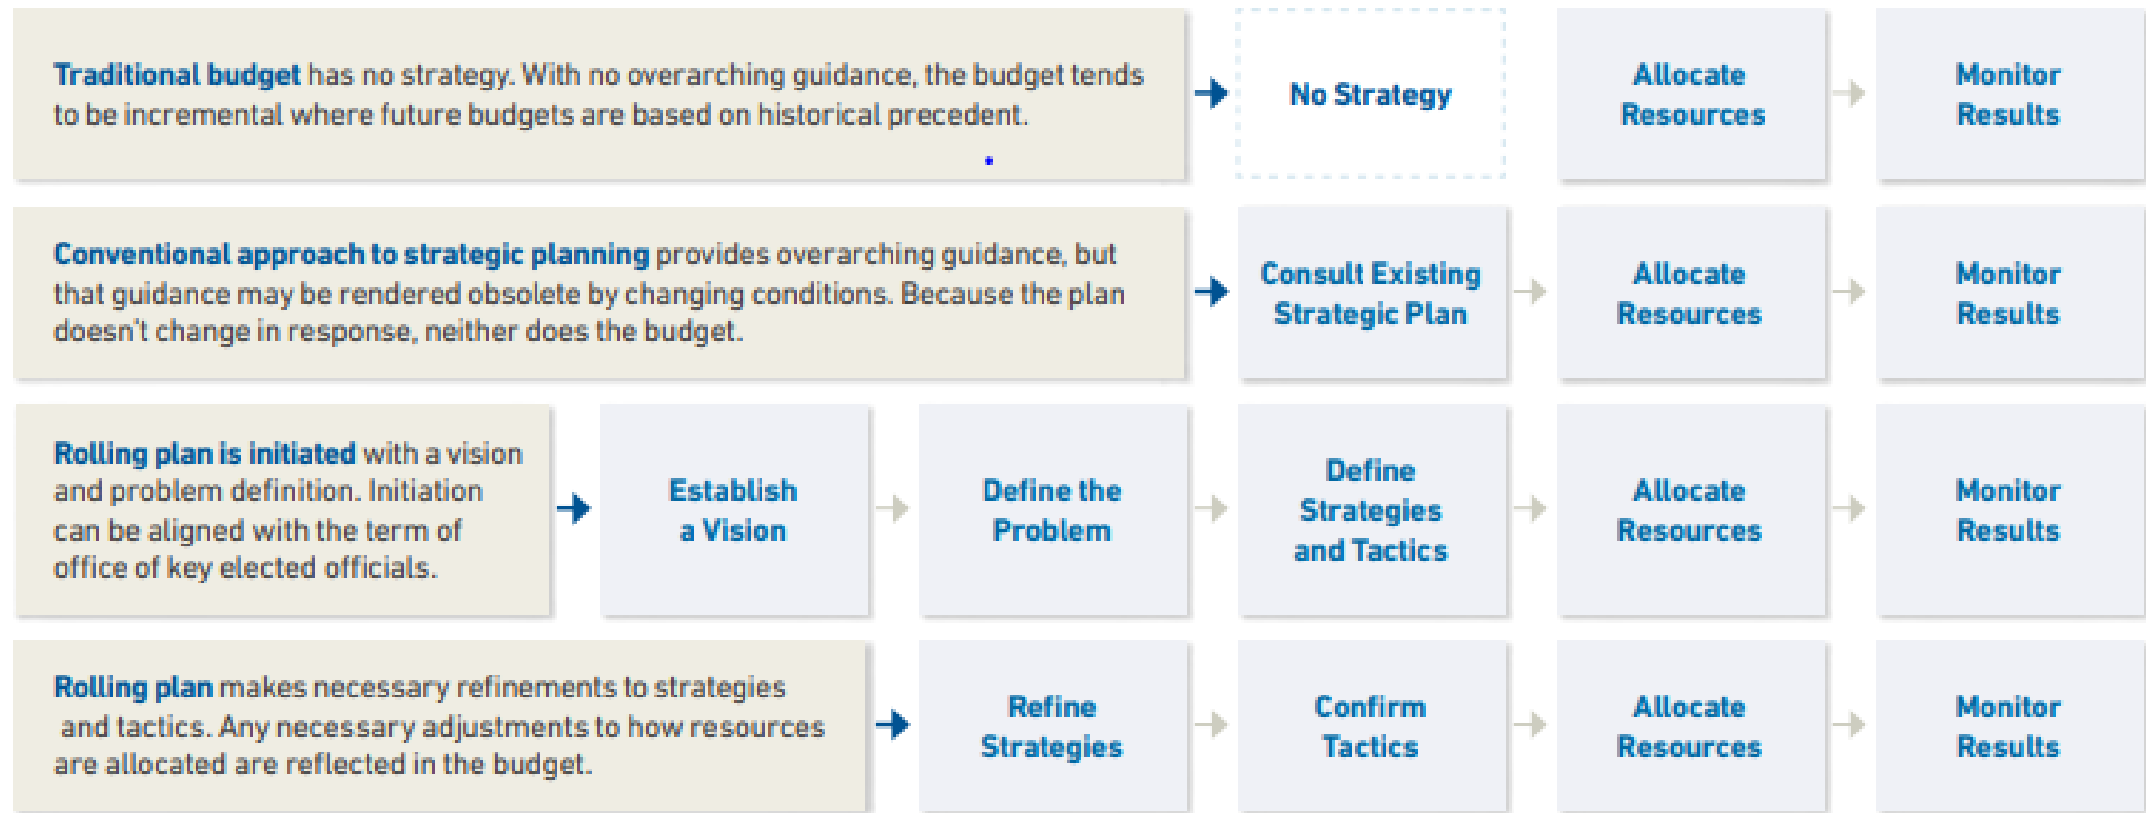 Traditional budget has no strategy. With no overarching guidance, the budget tends
to be incremental where future budgets are based on historical precedent.
No Strategy
Allocate
Resources
Monitor
Results
Conventional approach to strategic planning provides overarching guidance, but
that guidance may be rendered obsolete by changing conditions. Because the plan
doesn't change in response, neither does the budget.
Consult Existing
Strategic Plan
Allocate
Resources
Monitor
Results
Rolling plan is initiated with a vision
and problem definition. Initiation
can be aligned with the term of
office of key elected officials.
Establish
a Vision
Define the
Problem
Define
Strategies
and Tactics
Allocate
Resources
Monitor
Results
Rolling plan makes necessary refinements to strategies
and tactics. Any necessary adjustments to how resources
are allocated are reflected in the budget.
Refine
Strategies
Confirm
Tactics
Allocate
Resources
Monitor
Results